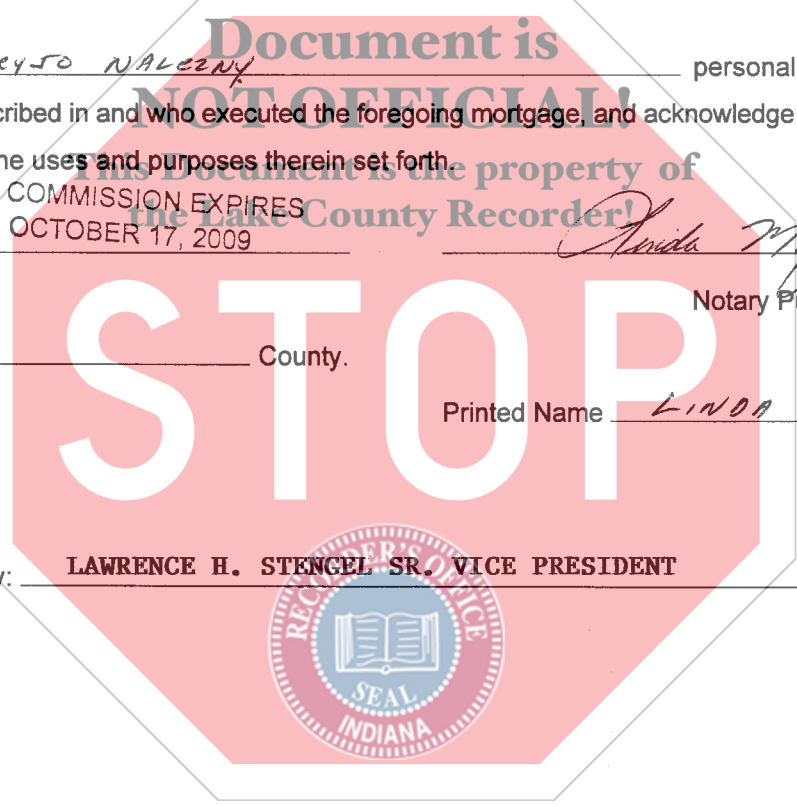 Document is
NALEZNY personal
cribed in and who executed the foregoing mortgage, and acknowledge
NOT OFFICIAL!
ne uses and purposes therein set forth.
This Document is the property of
COMMISSION EXPIRES
the Lake County Recorder!
OCTOBER 17, 2009
Linda M
Notary P
STOP
County.
Printed Name LINDA
y: LAWRENCE H. STENGEL SR. VICE PRESIDENT
RECORDER'S OFFICE
SEAL
INDIANA